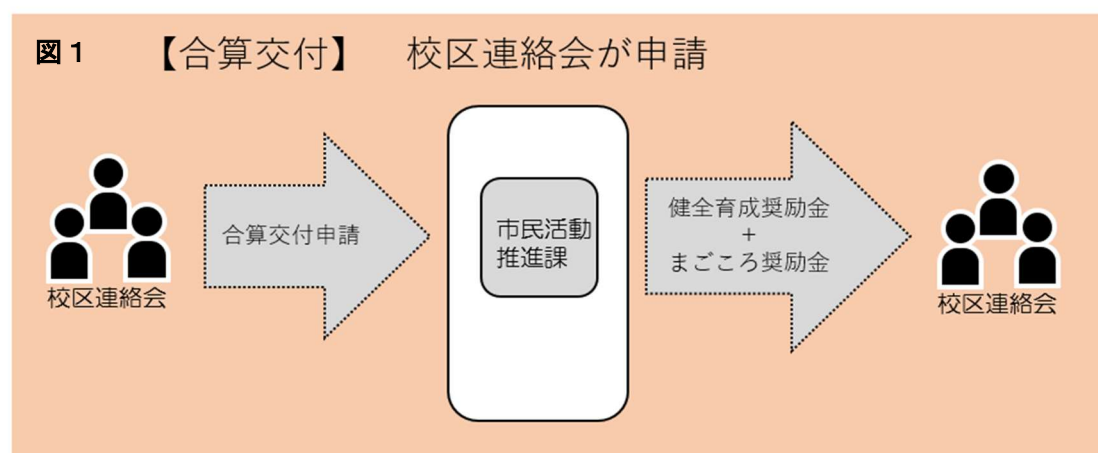 図1 【合算交付】 校区連絡会が申請
校区連絡会
合算交付申請
市民活動
推進課
健全育成奨励金
+
まごころ奨励金
校区連絡会